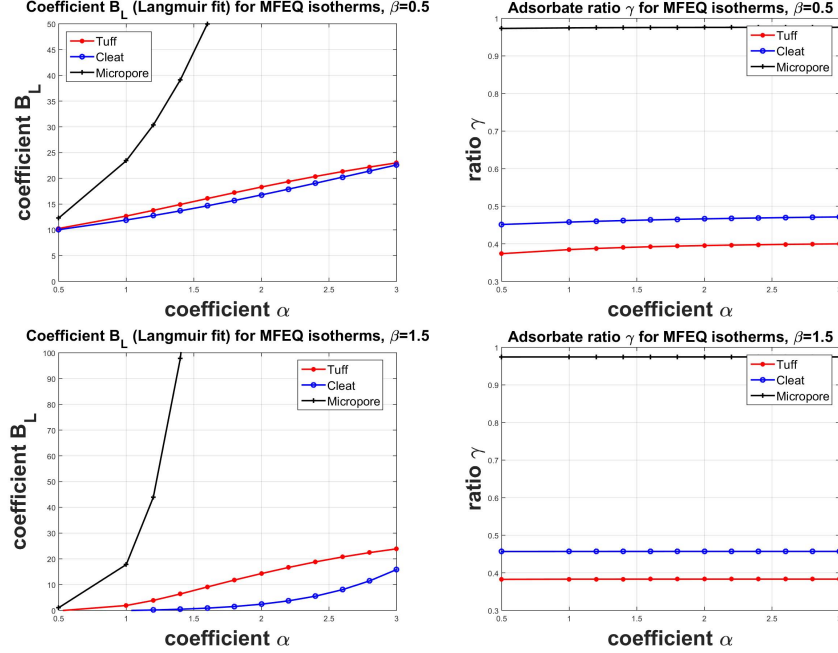 Coefficient B_L (Langmuir fit) for MFEQ isotherms, β=0.5
50
45
40
35
30
25
20
15
10
5
0
coefficient B_L
Tuff
Cleat
Micropore
0.5 1 1.5 2 2.5 3
coefficient α
Adsorbate ratio γ for MFEQ isotherms, β=0.5
1
0.9
0.8
0.7
0.6
0.5
0.4
0.3
ratio γ
Tuff
Cleat
Micropore
0.5 1 1.5 2 2.5
coefficient α
Coefficient B_L (Langmuir fit) for MFEQ isotherms, β=1.5
100
90
80
70
60
50
40
30
20
10
0
coefficient B_L
Tuff
Cleat
Micropore
0.5 1 1.5 2 2.5 3
coefficient α
Adsorbate ratio γ for MFEQ isotherms, β=1.5
1
0.9
0.8
0.7
0.6
0.5
0.4
0.3
ratio γ
Tuff
Cleat
Micropore
0.5 1 1.5 2 2.5
coefficient α